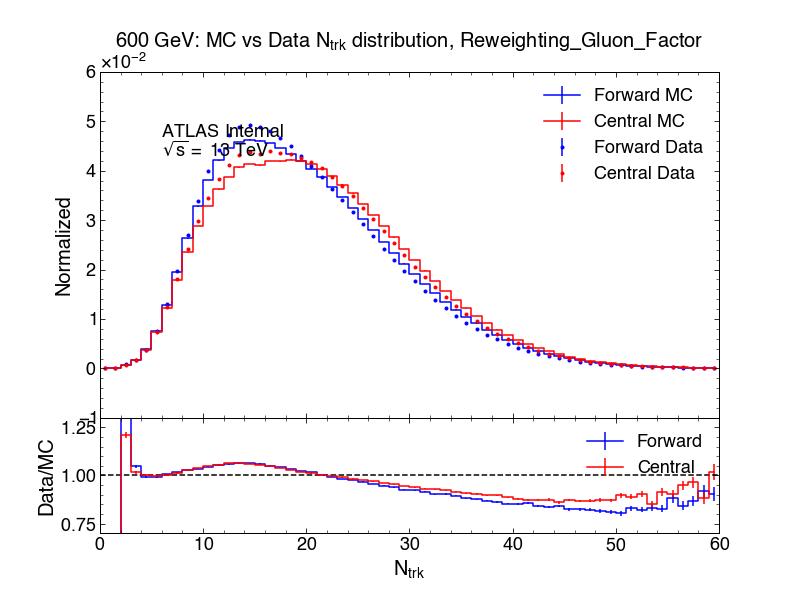 600 GeV: MC vs Data N_trk distribution, Reweighting_Gluon_Factor
×10⁻²
6
5
4
3
2
1
0
−1
Normalized
ATLAS Internal
√s = 13 TeV
Forward MC
Central MC
Forward Data
Central Data
1.25
1.00
0.75
Data/MC
Forward
Central
0 10 20 30 40 50 60
N_trk